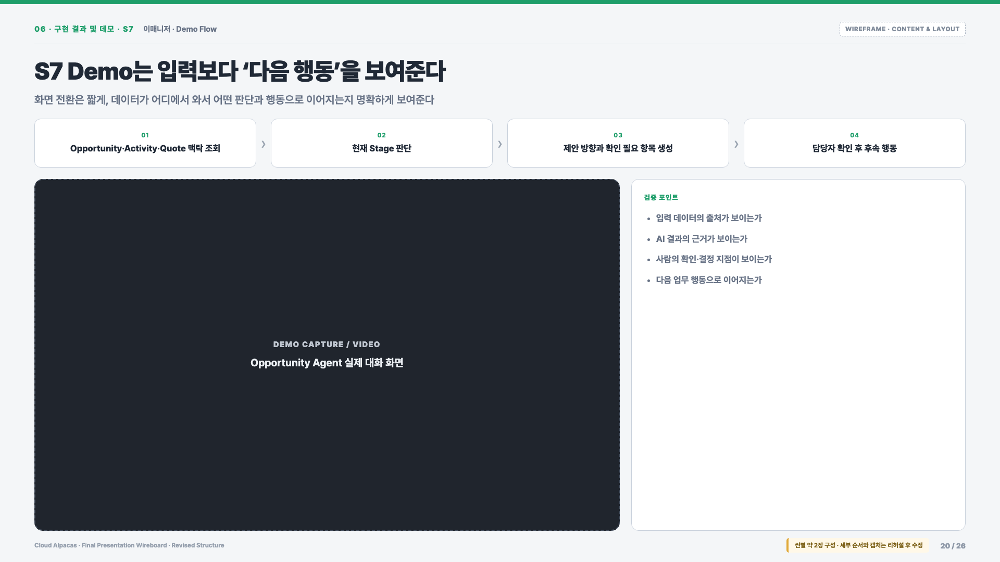 06 · 구현 결과 및 데모 · S7 이매니저 · Demo Flow
WIREFRAME · CONTENT & LAYOUT
S7 Demo는 입력보다 ‘다음 행동’을 보여준다
화면 전환은 짧게, 데이터가 어디에서 와서 어떤 판단과 행동으로 이어지는지 명확하게 보여준다
01
Opportunity·Activity·Quote 맥락 조회
›
02
현재 Stage 판단
›
03
제안 방향과 확인 필요 항목 생성
›
04
담당자 확인 후 후속 행동
DEMO CAPTURE / VIDEO
Opportunity Agent 실제 대화 화면
검증 포인트
• 입력 데이터의 출처가 보이는가
• AI 결과의 근거가 보이는가
• 사람의 확인·결정 지점이 보이는가
• 다음 업무 행동으로 이어지는가
Cloud Alpacas · Final Presentation Wireboard · Revised Structure
씬별 약 2장 구성 · 세부 순서와 캡처는 리허설 후 수정
20 / 26